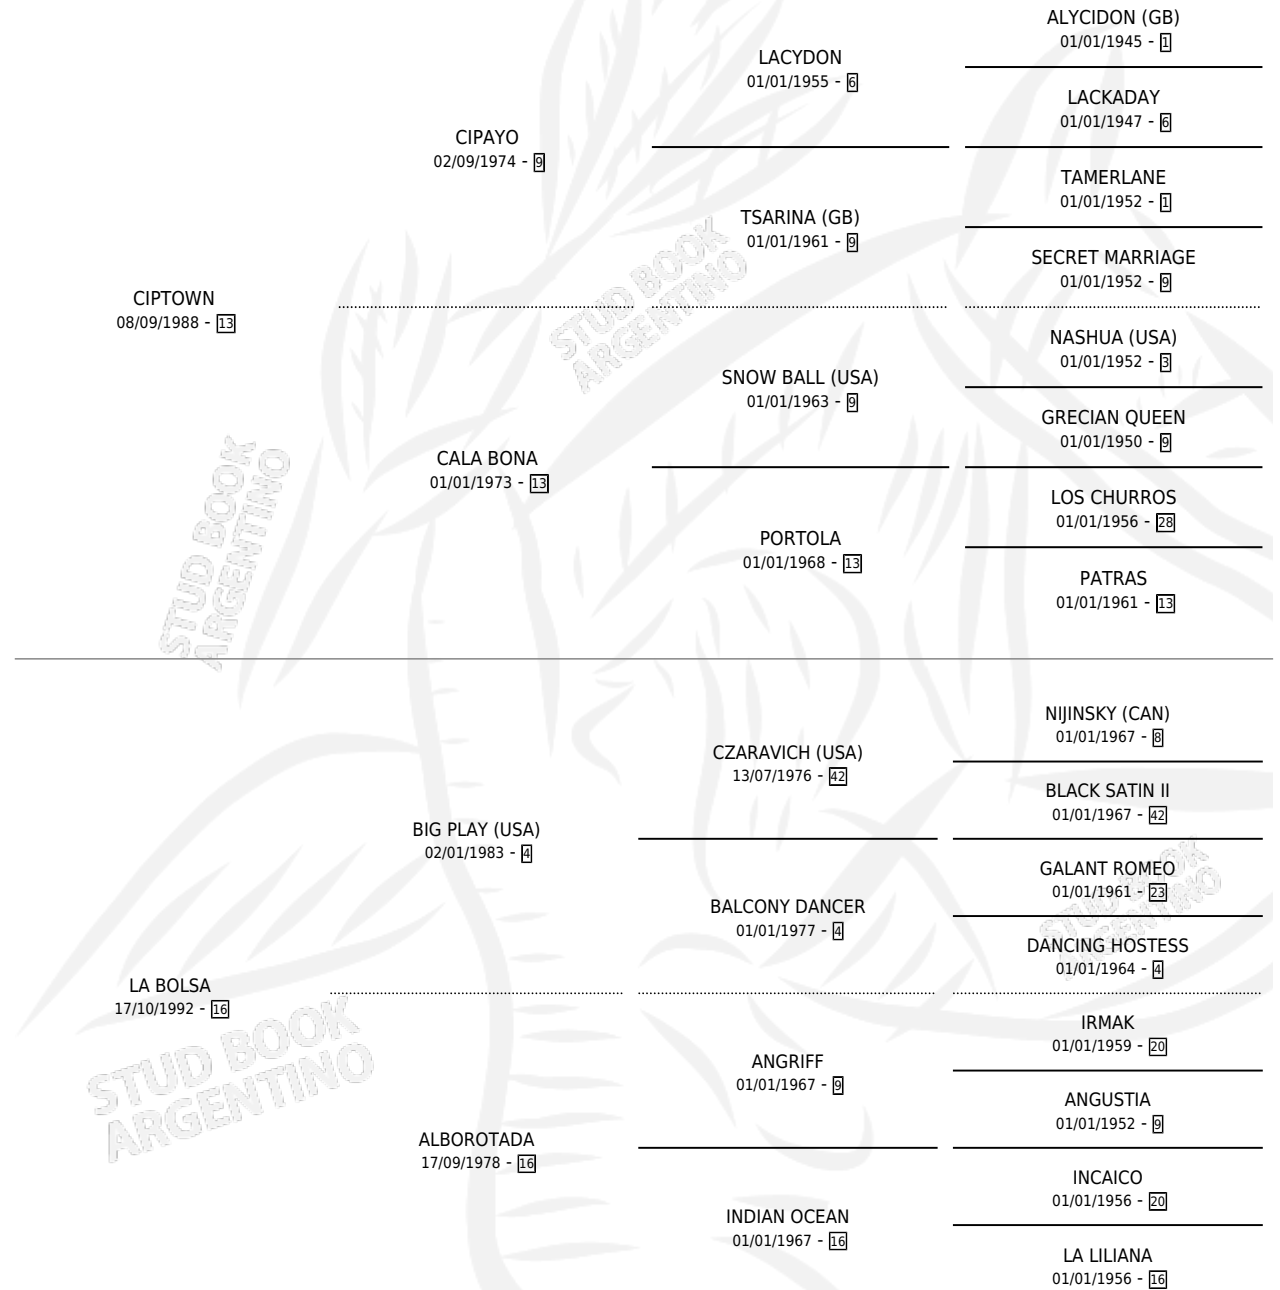 ALYCIDON (GB)
01/01/1945 - 1
LACYDON
01/01/1955 - 6
LACKADAY
01/01/1947 - 6
CIPAYO
02/09/1974 - 9
TAMERLANE
01/01/1952 - 1
TSARINA (GB)
01/01/1961 - 9
SECRET MARRIAGE
01/01/1952 - 9
CIPTOWN
08/09/1988 - 13
NASHUA (USA)
01/01/1952 - 3
SNOW BALL (USA)
01/01/1963 - 9
GRECIAN QUEEN
01/01/1950 - 9
CALA BONA
01/01/1973 - 13
LOS CHURROS
01/01/1956 - 28
PORTOLA
01/01/1968 - 13
PATRAS
01/01/1961 - 13
STUD BOOK
ARGENTINO
STUD BOOK
ARGENTINO
NIJINSKY (CAN)
01/01/1967 - 8
CZARAVICH (USA)
13/07/1976 - 42
BLACK SATIN II
01/01/1967 - 42
BIG PLAY (USA)
02/01/1983 - 4
GALANT ROMEO
01/01/1961 - 23
BALCONY DANCER
01/01/1977 - 4
DANCING HOSTESS
01/01/1964 - 4
LA BOLSA
17/10/1992 - 16
IRMAK
01/01/1959 - 20
ANGRIFF
01/01/1967 - 9
ANGUSTIA
01/01/1952 - 9
ALBOROTADA
17/09/1978 - 16
INCAICO
01/01/1956 - 20
INDIAN OCEAN
01/01/1967 - 16
LA LILIANA
01/01/1956 - 16
STUD BOOK
ARGENTINO
STUD BOOK
ARGENTINO